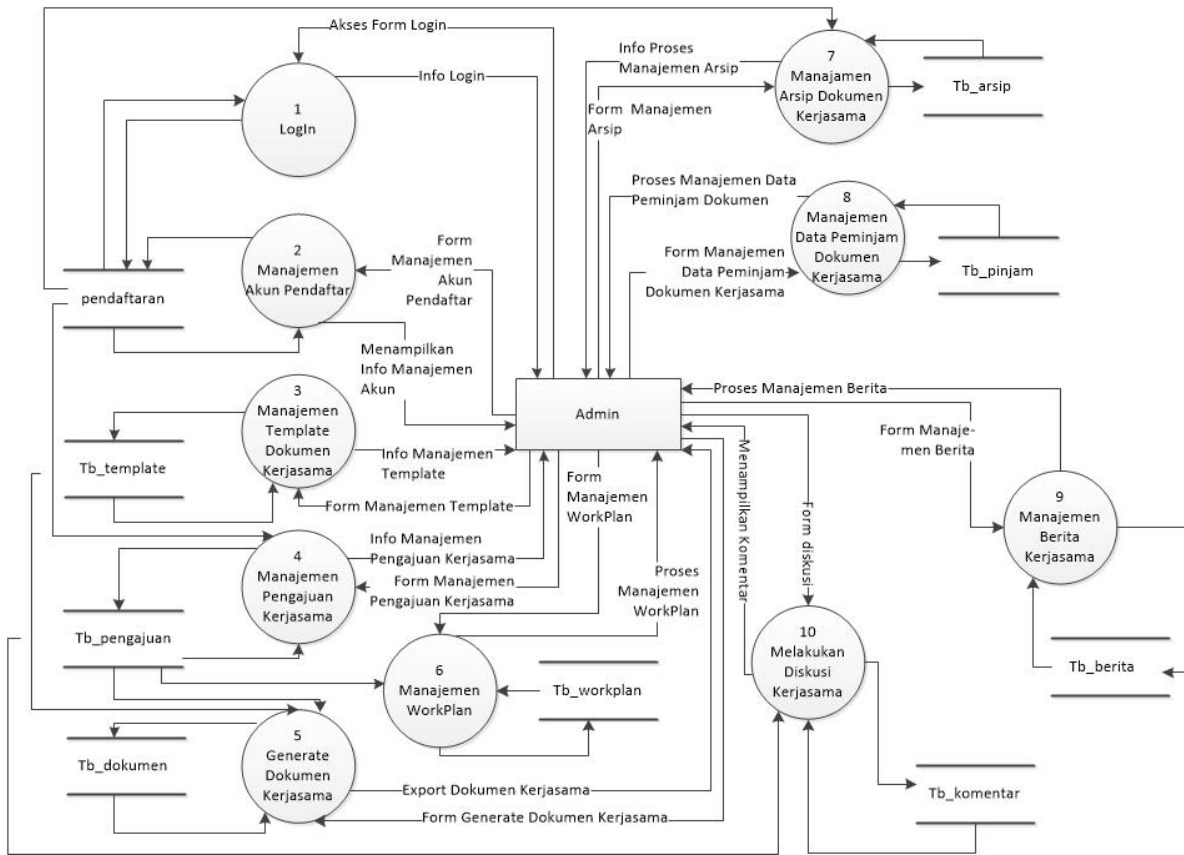 Akses Form Login
Info Login
1
LogIn
Info Proses
Manajemen Arsip
Form Manajemen
Arsip
7
Manajamen
Arsip Dokumen
Kerjasama
Tb_arsip
Proses Manajemen Data
Peminjam Dokumen
Form Manajemen
Data Peminjam
Dokumen Kerjasama
8
Manajemen
Data Peminjam
Dokumen
Kerjasama
Tb_pinjam
2
Manajemen
Akun Pendaftar
Form
Manajemen
Akun
Pendaftar
pendaftaran
Menampilkan
Info Manajemen
Akun
Admin
Proses Manajemen Berita
Form Manaje-
men Berita
3
Manajemen
Template
Dokumen
Kerjasama
Tb_template
Info Manajemen
Template
Form Manajemen Template
Form
Manajemen
WorkPlan
Menampilkan Komentar
Form diskusi
9
Manajemen
Berita
Kerjasama
4
Manajemen
Pengajuan
Kerjasama
Info Manajemen
Pengajuan Kerjasama
Form Manajemen
Pengajuan Kerjasama
Proses
Manajemen
WorkPlan
Tb_pengajuan
6
Manajemen
WorkPlan
Tb_workplan
10
Melakukan
Diskusi
Kerjasama
Tb_berita
5
Generate
Dokumen
Kerjasama
Tb_dokumen
Export Dokumen Kerjasama
Form Generate Dokumen Kerjasama
Tb_komentar